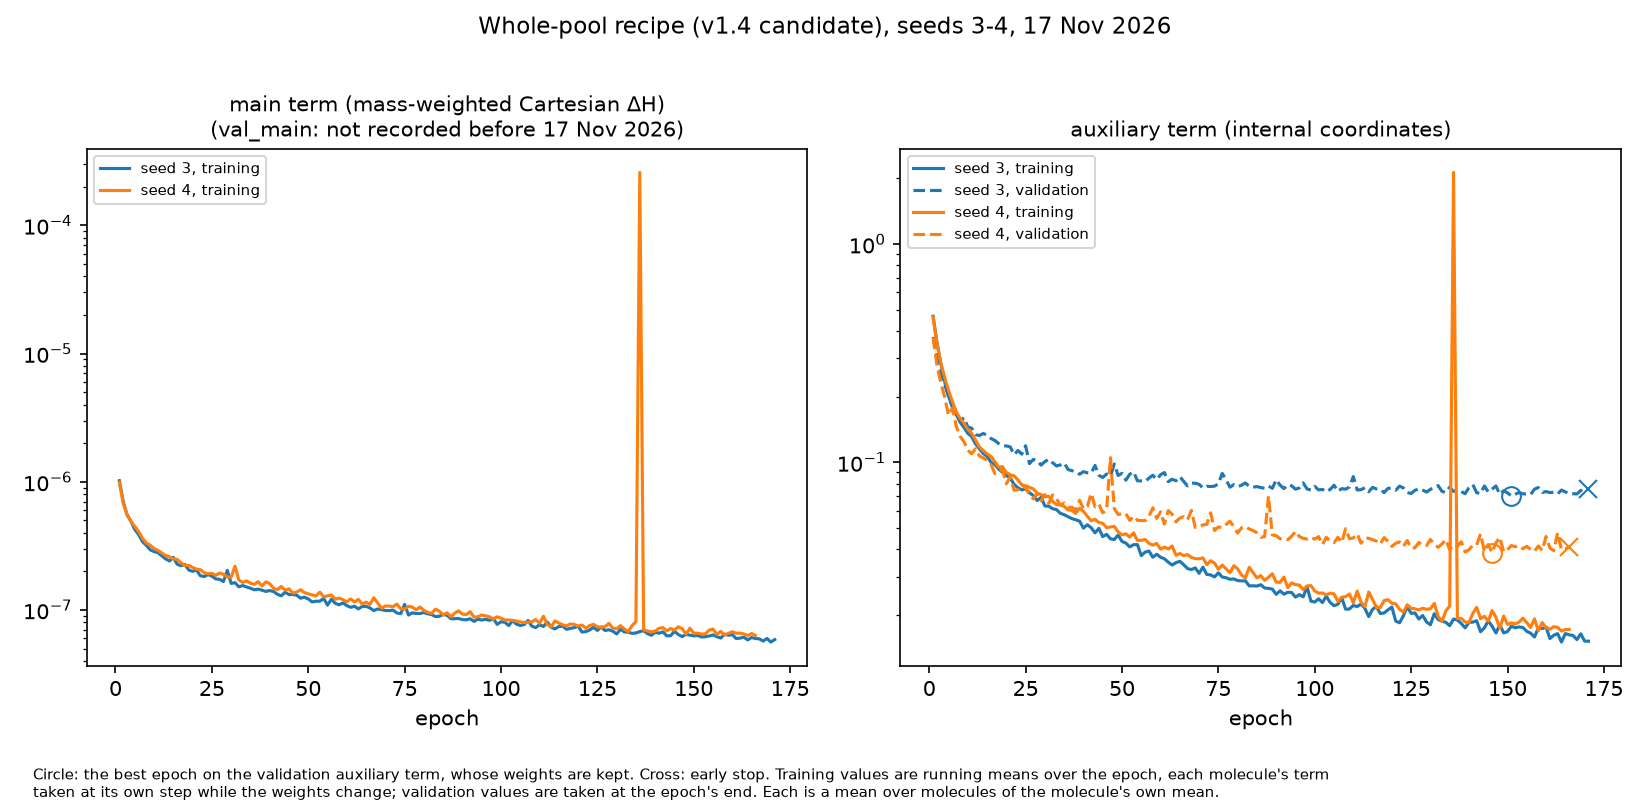 Whole-pool recipe (v1.4 candidate), seeds 3-4, 17 Nov 2026
main term (mass-weighted Cartesian ΔH)
(val_main: not recorded before 17 Nov 2026)
seed 3, training
seed 4, training
10⁻⁴
10⁻⁵
10⁻⁶
10⁻⁷
0 25 50 75 100 125 150 175
epoch
auxiliary term (internal coordinates)
seed 3, training
seed 3, validation
seed 4, training
seed 4, validation
10⁰
10⁻¹
0 25 50 75 100 125 150 175
epoch
Circle: the best epoch on the validation auxiliary term, whose weights are kept. Cross: early stop. Training values are running means over the epoch, each molecule's term
taken at its own step while the weights change; validation values are taken at the epoch's end. Each is a mean over molecules of the molecule's own mean.